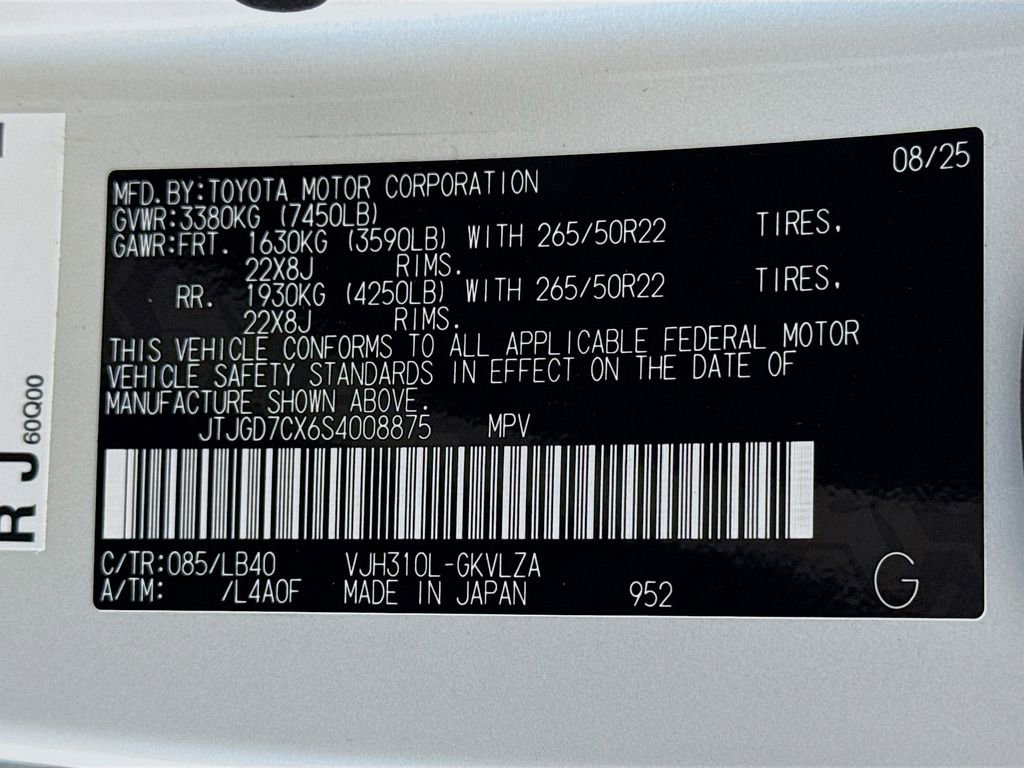 08/25
MFD.BY:TOYOTA MOTOR CORPORATION
GVWR:3380KG (7450LB)
GAWR:FRT. 1630KG (3590LB) WITH 265/50R22 TIRES.
22X8J RIMS.
RR. 1930KG (4250LB) WITH 265/50R22 TIRES.
22X8J RIMS.
THIS VEHICLE CONFORMS TO ALL APPLICABLE FEDERAL MOTOR
VEHICLE SAFETY STANDARDS IN EFFECT ON THE DATE OF
MANUFACTURE SHOWN ABOVE.
JTJGD7CX6S4008875 MPV
C/TR:085/LB40 VJH310L-GKVLZA
A/TM: /L4A0F MADE IN JAPAN 952 G
R J
60Q00